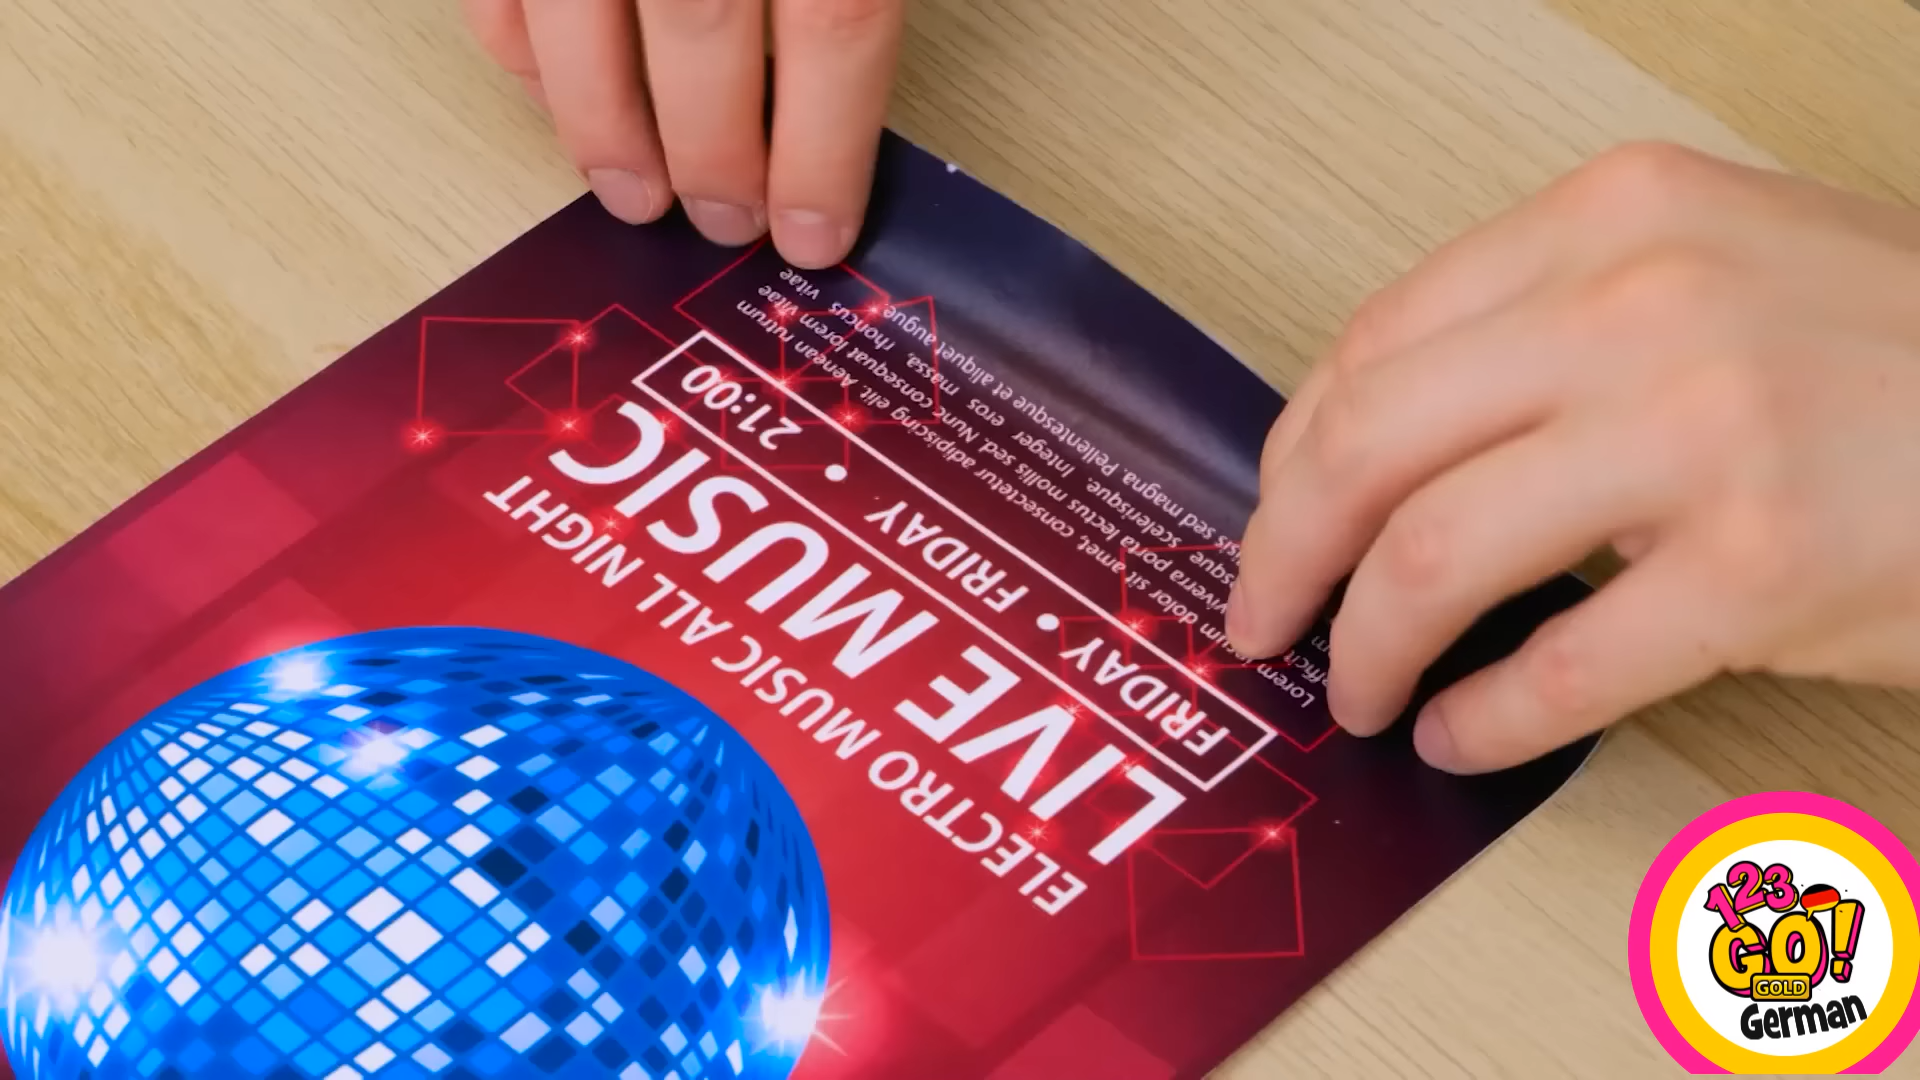 ELECTRO MUSIC ALL NIGHT
LIVE MUSIC
FRIDAY • FRIDAY • 21:00
Lorem ipsum dolor sit amet, consectetur adipiscing elit. Aenean rutrum
viverra porta lectus mollis sed. Nunc consequat lorem vitae
scelerisque. Integer eros massa, rhoncus vitae
sed magna. Pellentesque et aliquet augue.
123
GO!
GOLD
German